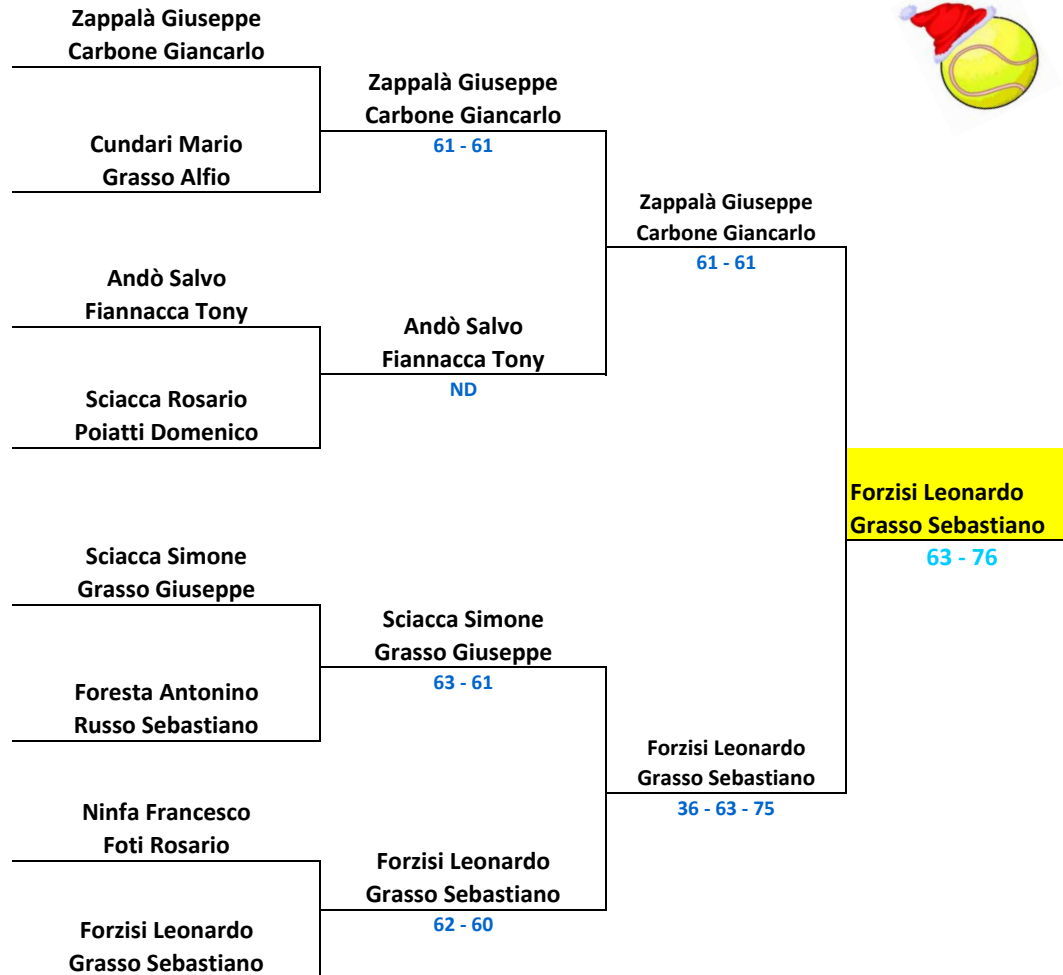 Zappalà Giuseppe
Carbone Giancarlo
Cundari Mario
Grasso Alfio
Andò Salvo
Fiannacca Tony
Sciacca Rosario
Poiatti Domenico
Sciacca Simone
Grasso Giuseppe
Foresta Antonino
Russo Sebastiano
Ninfa Francesco
Foti Rosario
Forzisi Leonardo
Grasso Sebastiano
Zappalà Giuseppe
Carbone Giancarlo
61 - 61
Andò Salvo
Fiannacca Tony
ND
Sciacca Simone
Grasso Giuseppe
63 - 61
Forzisi Leonardo
Grasso Sebastiano
62 - 60
Zappalà Giuseppe
Carbone Giancarlo
61 - 61
Forzisi Leonardo
Grasso Sebastiano
36 - 63 - 75
Forzisi Leonardo
Grasso Sebastiano
63 - 76